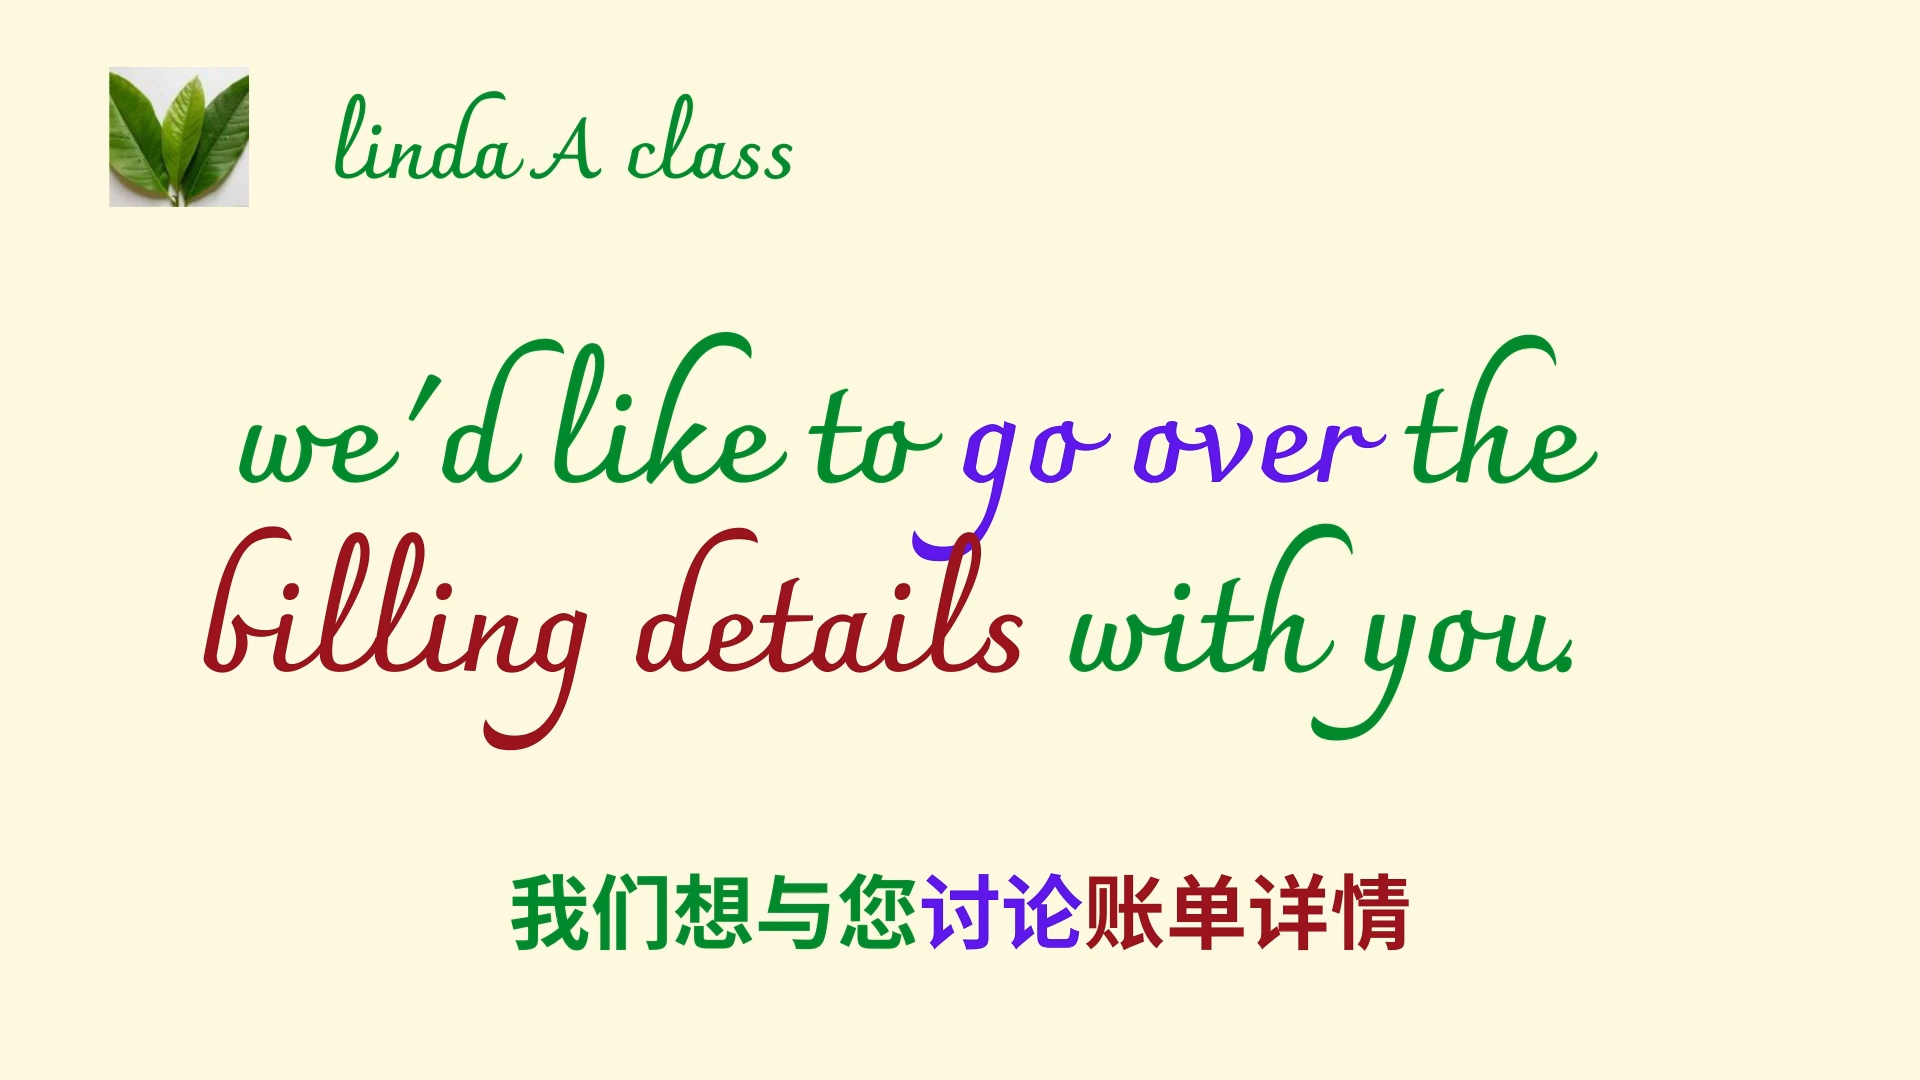 linda A class
we'd like to go over the
billing details with you.
我们想与您讨论账单详情